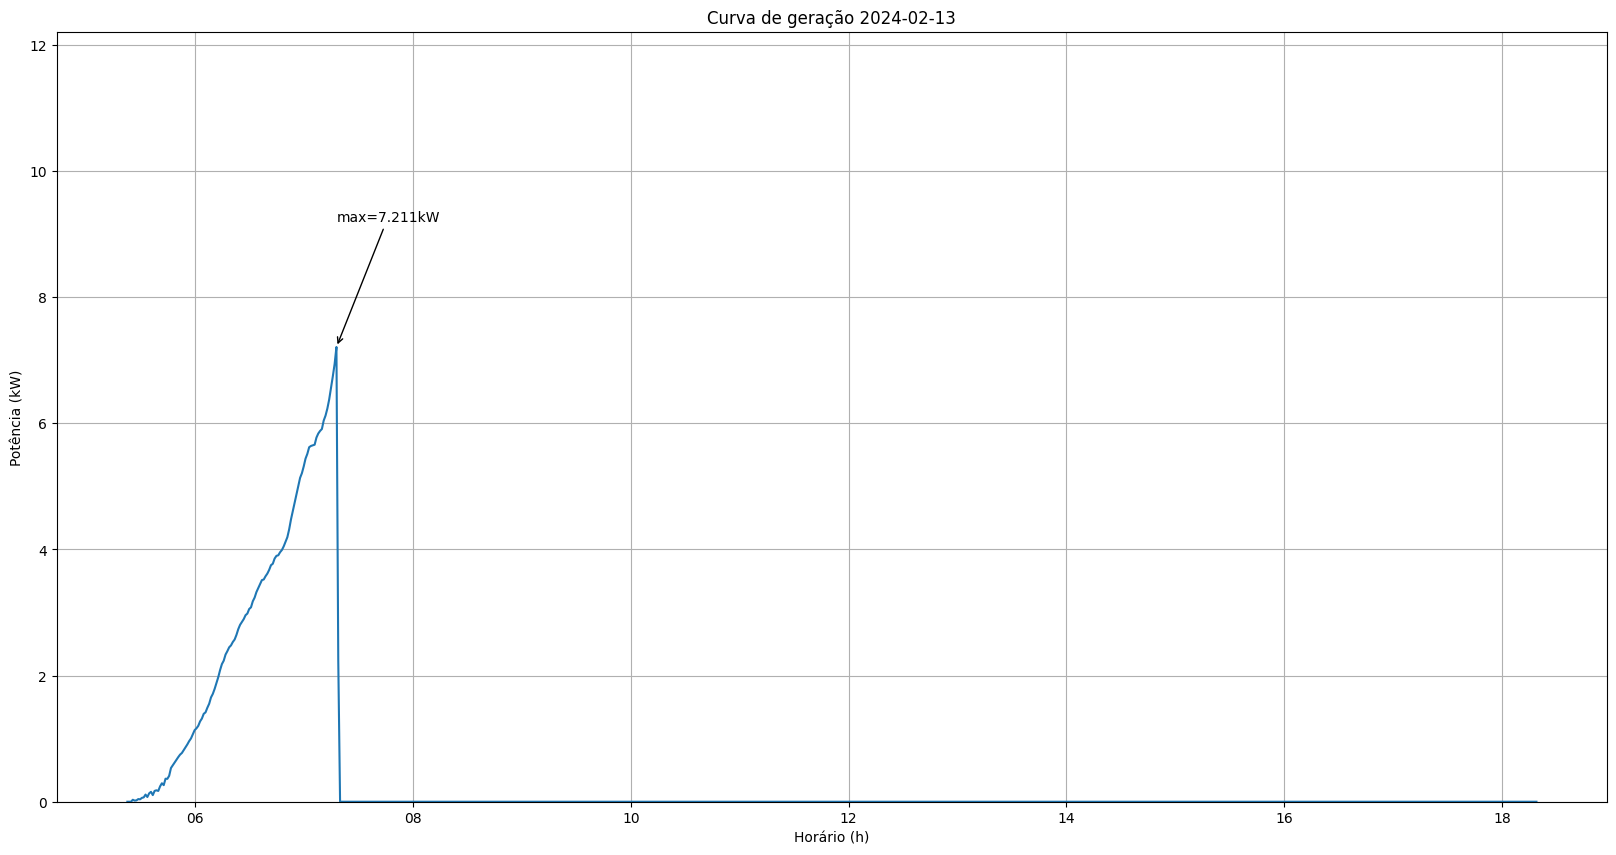 Curva de geração 2024-02-13
12
10
8
6
4
2
0
Potência (kW)
max=7.211kW
06 08 10 12 14 16 18
Horário (h)